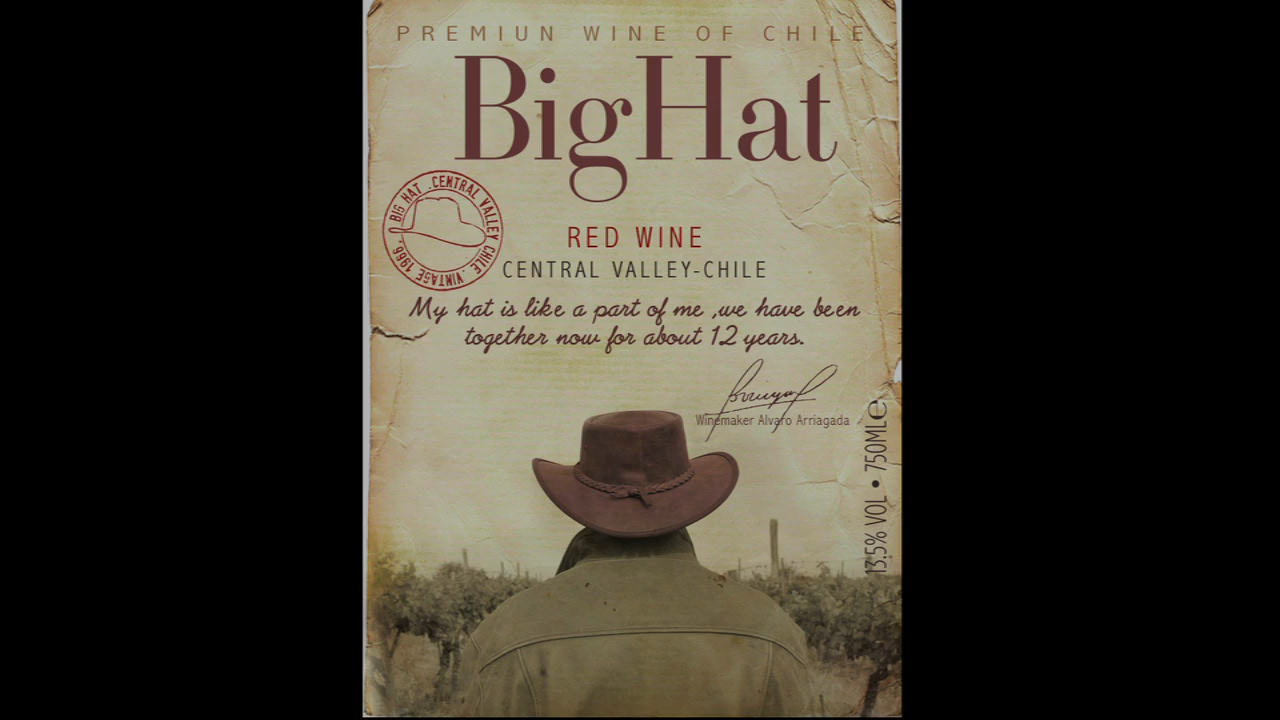 PREMIUN WINE OF CHILE
BigHat
BIG HAT .CENTRAL VALLEY CHILE. VINTAGE 1966.
RED WINE
CENTRAL VALLEY-CHILE
My hat is like a part of me ,we have been
together now for about 12 years.
Winemaker Alvaro Arriagada
13.5% VOL • 750ML℮